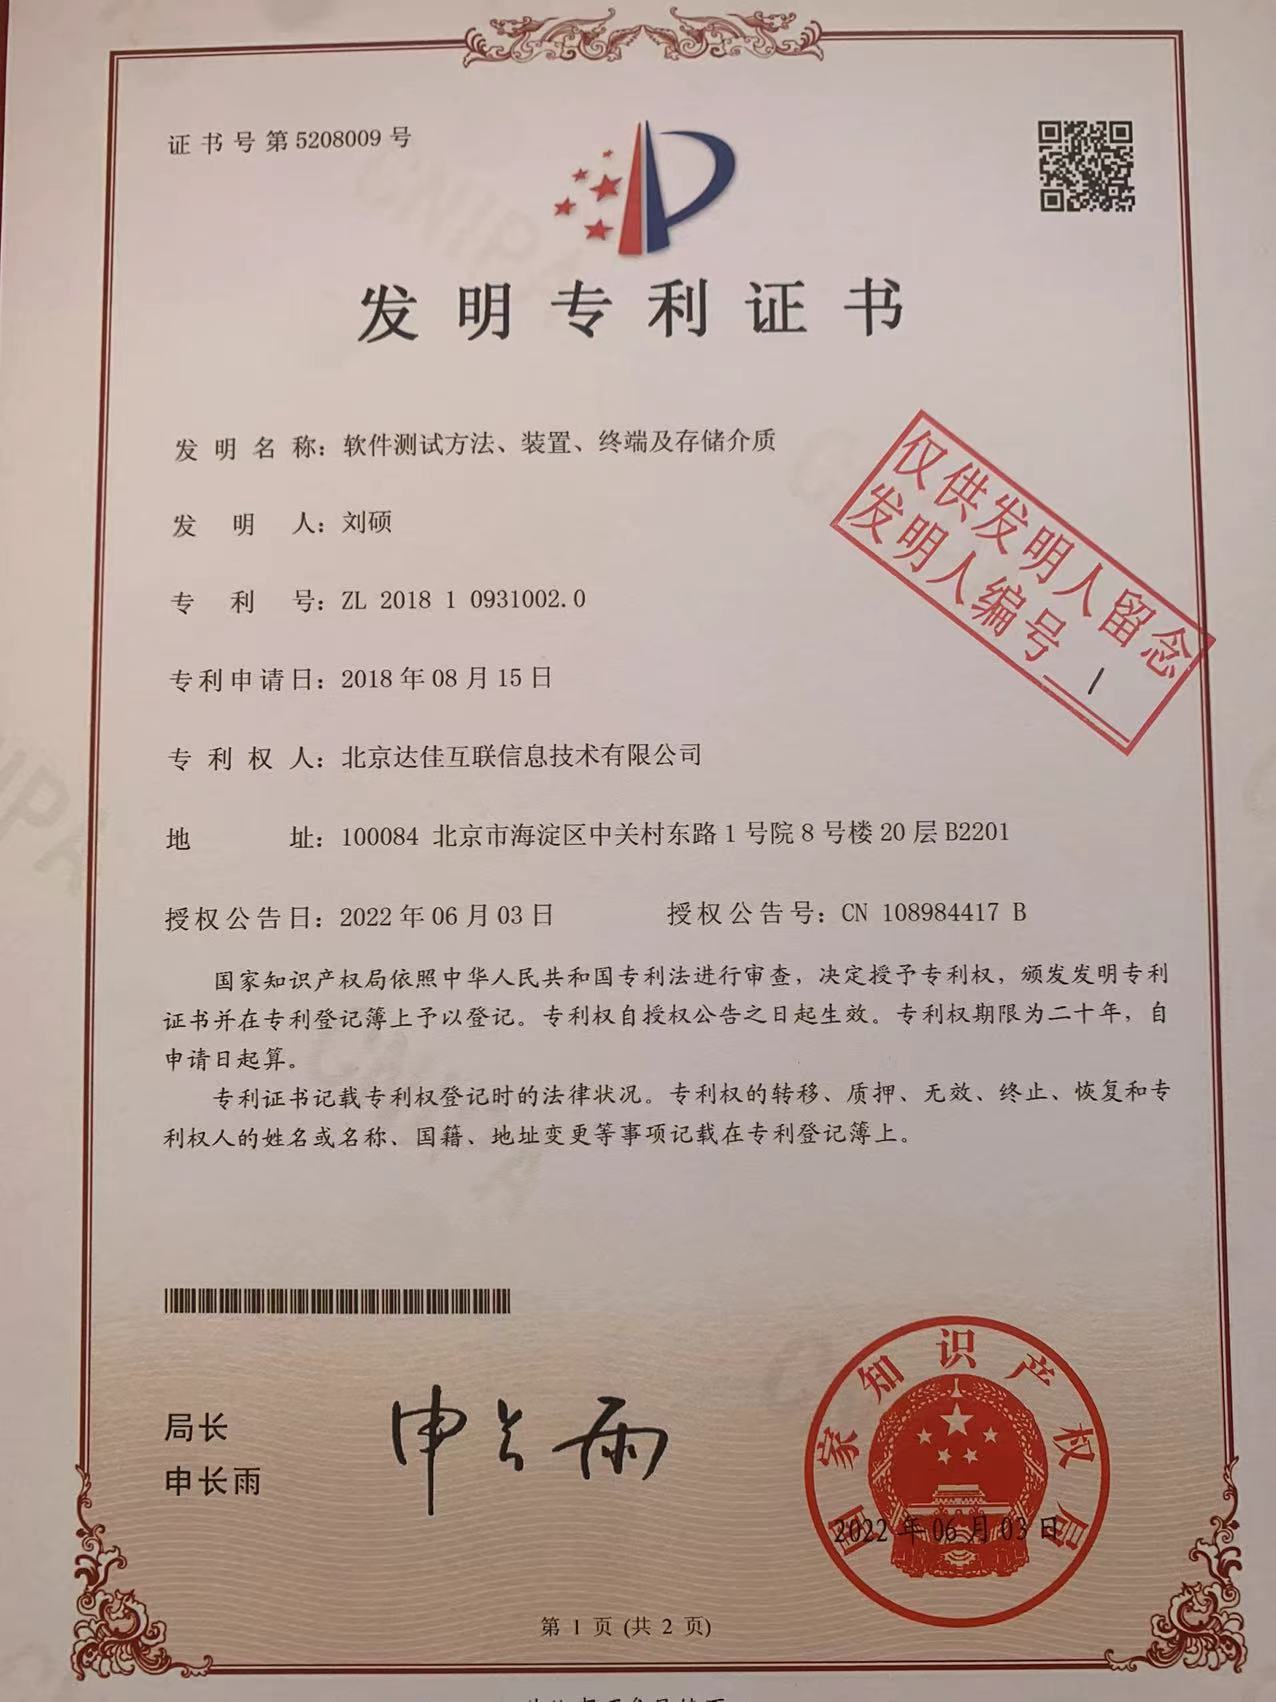 证书号第5208009号
发明专利证书
发明名称：软件测试方法、装置、终端及存储介质
发明人：刘硕
专利号：ZL 2018 1 0931002.0
专利申请日：2018年08月15日
专利权人：北京达佳互联信息技术有限公司
地址：100084 北京市海淀区中关村东路1号院8号楼20层B2201
授权公告日：2022年06月03日 授权公告号：CN 108984417 B
仅供发明人留念
发明人编号 1
国家知识产权局依照中华人民共和国专利法进行审查，决定授予专利权，颁发发明专利
证书并在专利登记簿上予以登记。专利权自授权公告之日起生效。专利权期限为二十年，自
申请日起算。
专利证书记载专利权登记时的法律状况。专利权的转移、质押、无效、终止、恢复和专
利权人的姓名或名称、国籍、地址变更等事项记载在专利登记簿上。
局长
申长雨
申长雨
国家知识产权局
2022年06月03日
第 1 页 (共 2 页)
CNIPA